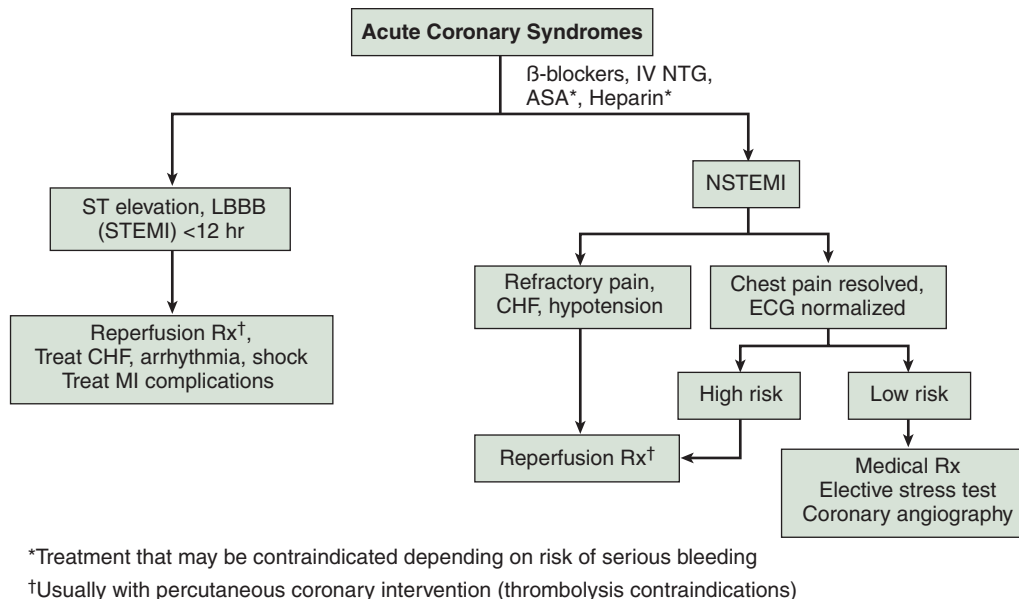 Acute Coronary Syndromes
ß-blockers, IV NTG,
ASA*, Heparin*
NSTEMI
ST elevation, LBBB
(STEMI) <12 hr
Refractory pain,
CHF, hypotension
Chest pain resolved,
ECG normalized
Reperfusion Rx†,
Treat CHF, arrhythmia, shock
Treat MI complications
High risk
Low risk
Reperfusion Rx†
Medical Rx
Elective stress test
Coronary angiography
*Treatment that may be contraindicated depending on risk of serious bleeding
†Usually with percutaneous coronary intervention (thrombolysis contraindications)